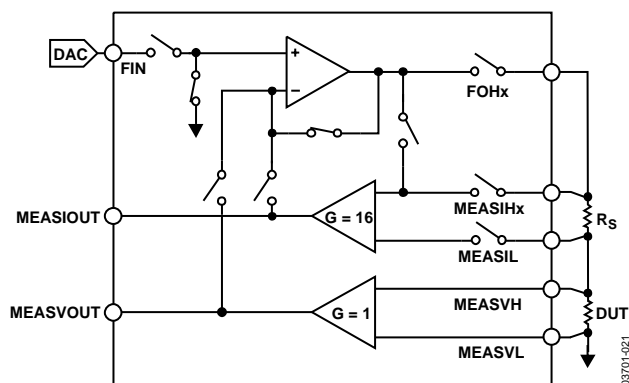 DAC
FIN
+
–
FOHx
MEASIOUT
G = 16
MEASIHx
RS
MEASIL
MEASVOUT
G = 1
MEASVH
DUT
MEASVL
03701-021